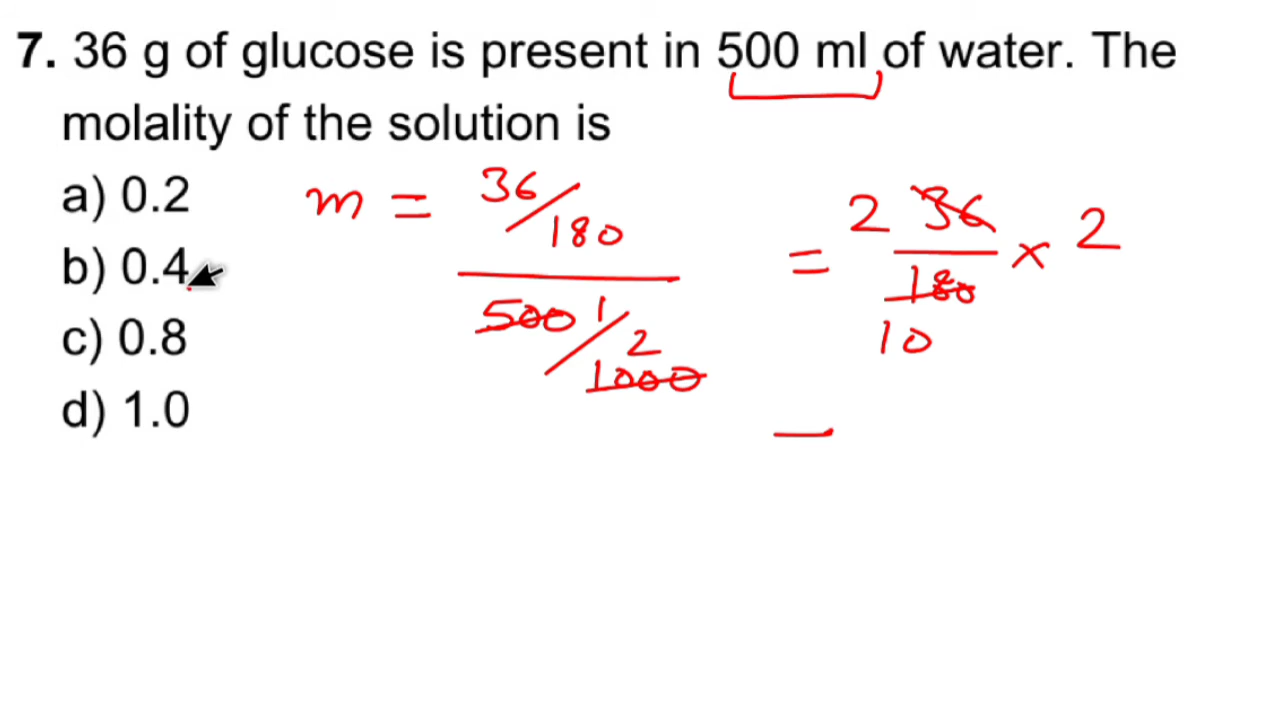 7. 36 g of glucose is present in 500 ml of water. The
molality of the solution is
a) 0.2
b) 0.4
c) 0.8
d) 1.0
m = 36/180
500 1/2
1000
= 2 36 × 2
180
10